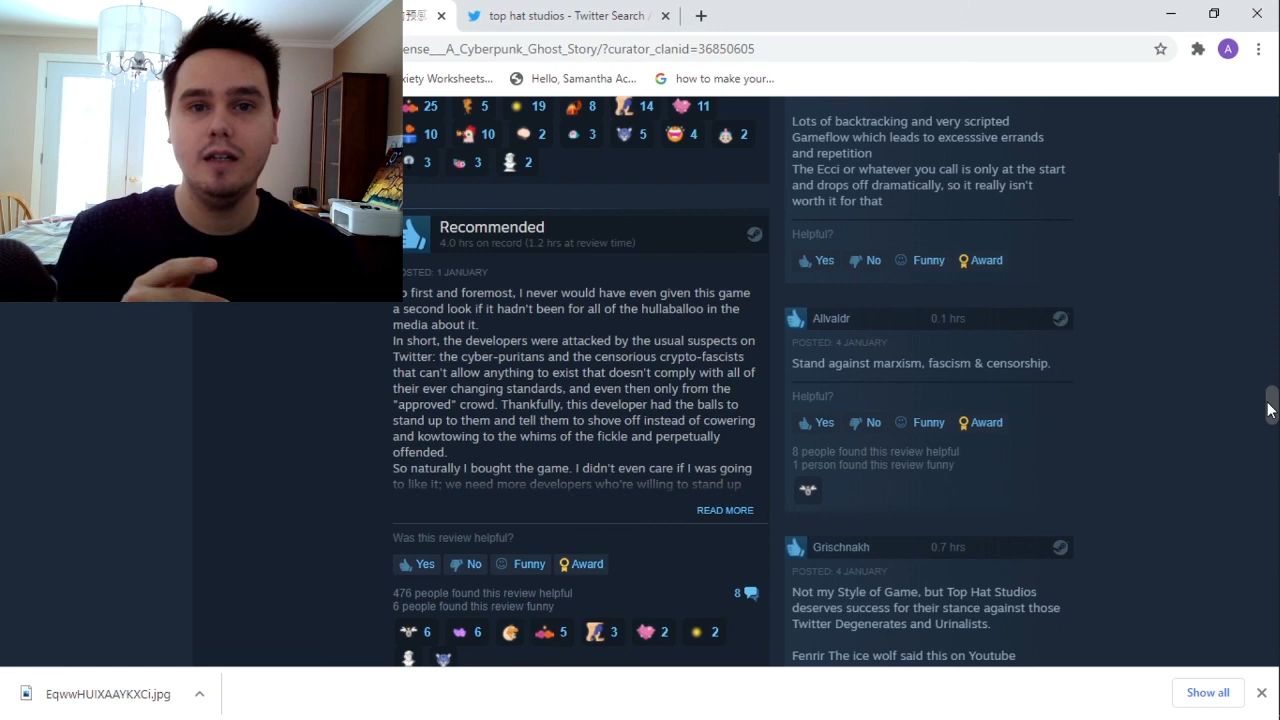 top hat studios - Twitter Search /
ense___A_Cyberpunk_Ghost_Story/?curator_clanid=36850605
A
xiety Worksheets...
Hello, Samantha Ac...
how to make your...
25 5 19 8 14 11
10 10 2 3 5 4 2
3 3 2
Recommended
4.0 hrs on record (1.2 hrs at review time)
OSTED: 1 JANUARY
o first and foremost, I never would have even given this game
a second look if it hadn't been for all of the hullaballoo in the
media about it.
In short, the developers were attacked by the usual suspects on
Twitter: the cyber-puritans and the censorious crypto-fascists
that can't allow anything to exist that doesn't comply with all of
their ever changing standards, and even then only from the
"approved" crowd. Thankfully, this developer had the balls to
stand up to them and tell them to shove off instead of cowering
and kowtowing to the whims of the fickle and perpetually
offended.
So naturally I bought the game. I didn't even care if I was going
to like it; we need more developers who're willing to stand up
READ MORE
Was this review helpful?
Yes No Funny Award
476 people found this review helpful
8
6 people found this review funny
6 6 5 3 2 2
Lots of backtracking and very scripted
Gameflow which leads to excesssive errands
and repetition
The Ecci or whatever you call is only at the start
and drops off dramatically, so it really isn't
worth it for that
Helpful?
Yes No Funny Award
Allvaldr 0.1 hrs
POSTED: 4 JANUARY
Stand against marxism, fascism & censorship.
Helpful?
Yes No Funny Award
8 people found this review helpful
1 person found this review funny
Grischnakh 0.7 hrs
POSTED: 4 JANUARY
Not my Style of Game, but Top Hat Studios
deserves success for their stance against those
Twitter Degenerates and Urinalists.
Fenrir The ice wolf said this on Youtube
EqwwHUIXAAYKXCi.jpg
Show all